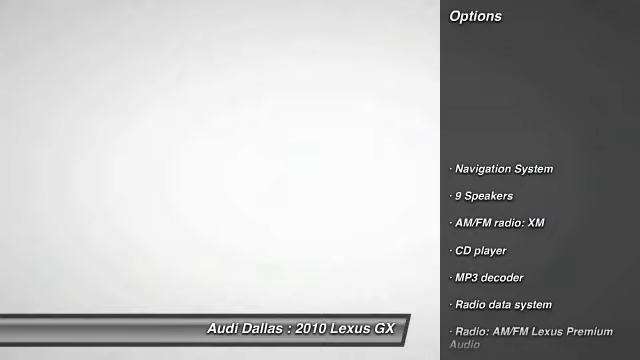 Options
· Navigation System
· 9 Speakers
· AM/FM radio: XM
· CD player
· MP3 decoder
· Radio data system
· Radio: AM/FM Lexus Premium
Audio
Audi Dallas : 2010 Lexus GX